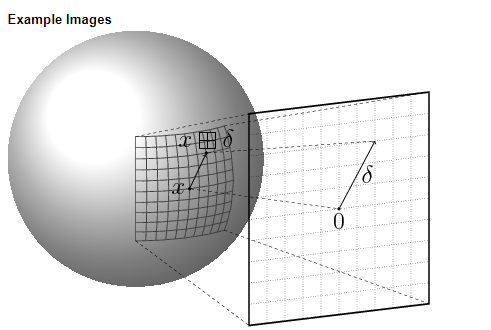 Example Images
x ⊞ δ
x
δ
0